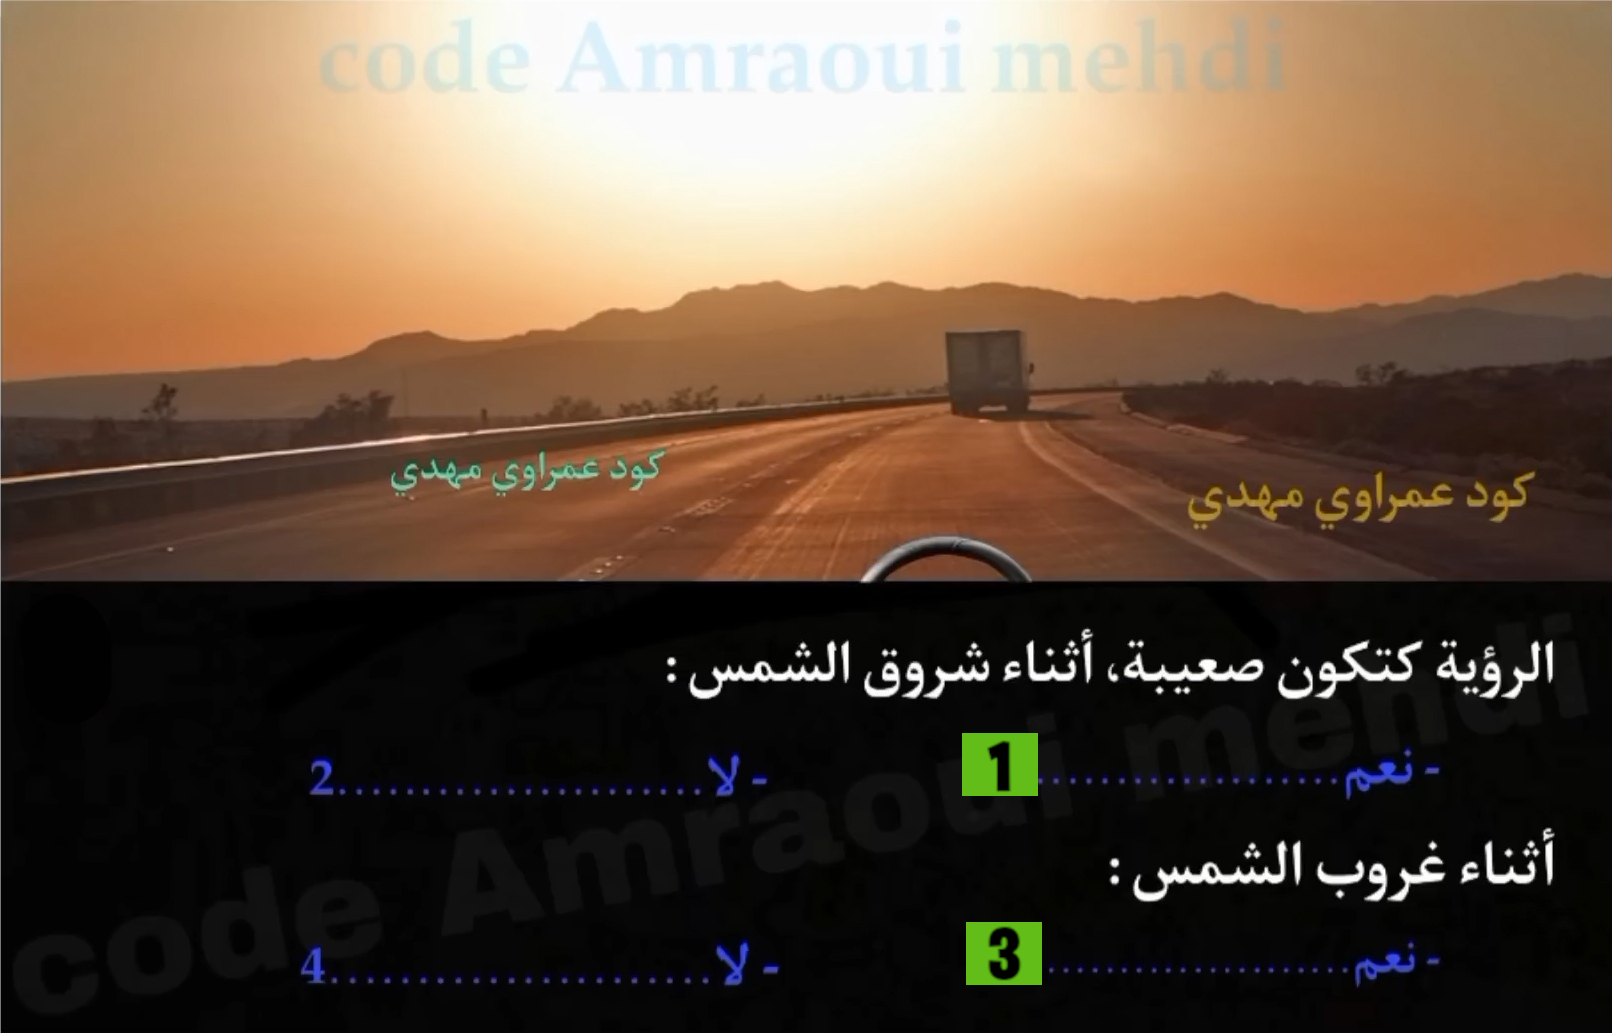 code Amraoui mehdi
كود عمراوي مهدي
كود عمراوي مهدي
الرؤية كتكون صعيبة، أثناء شروق الشمس :
- نعم....................1 - لا......................2
أثناء غروب الشمس :
- نعم....................3 - لا......................4
code Amraoui mehdi